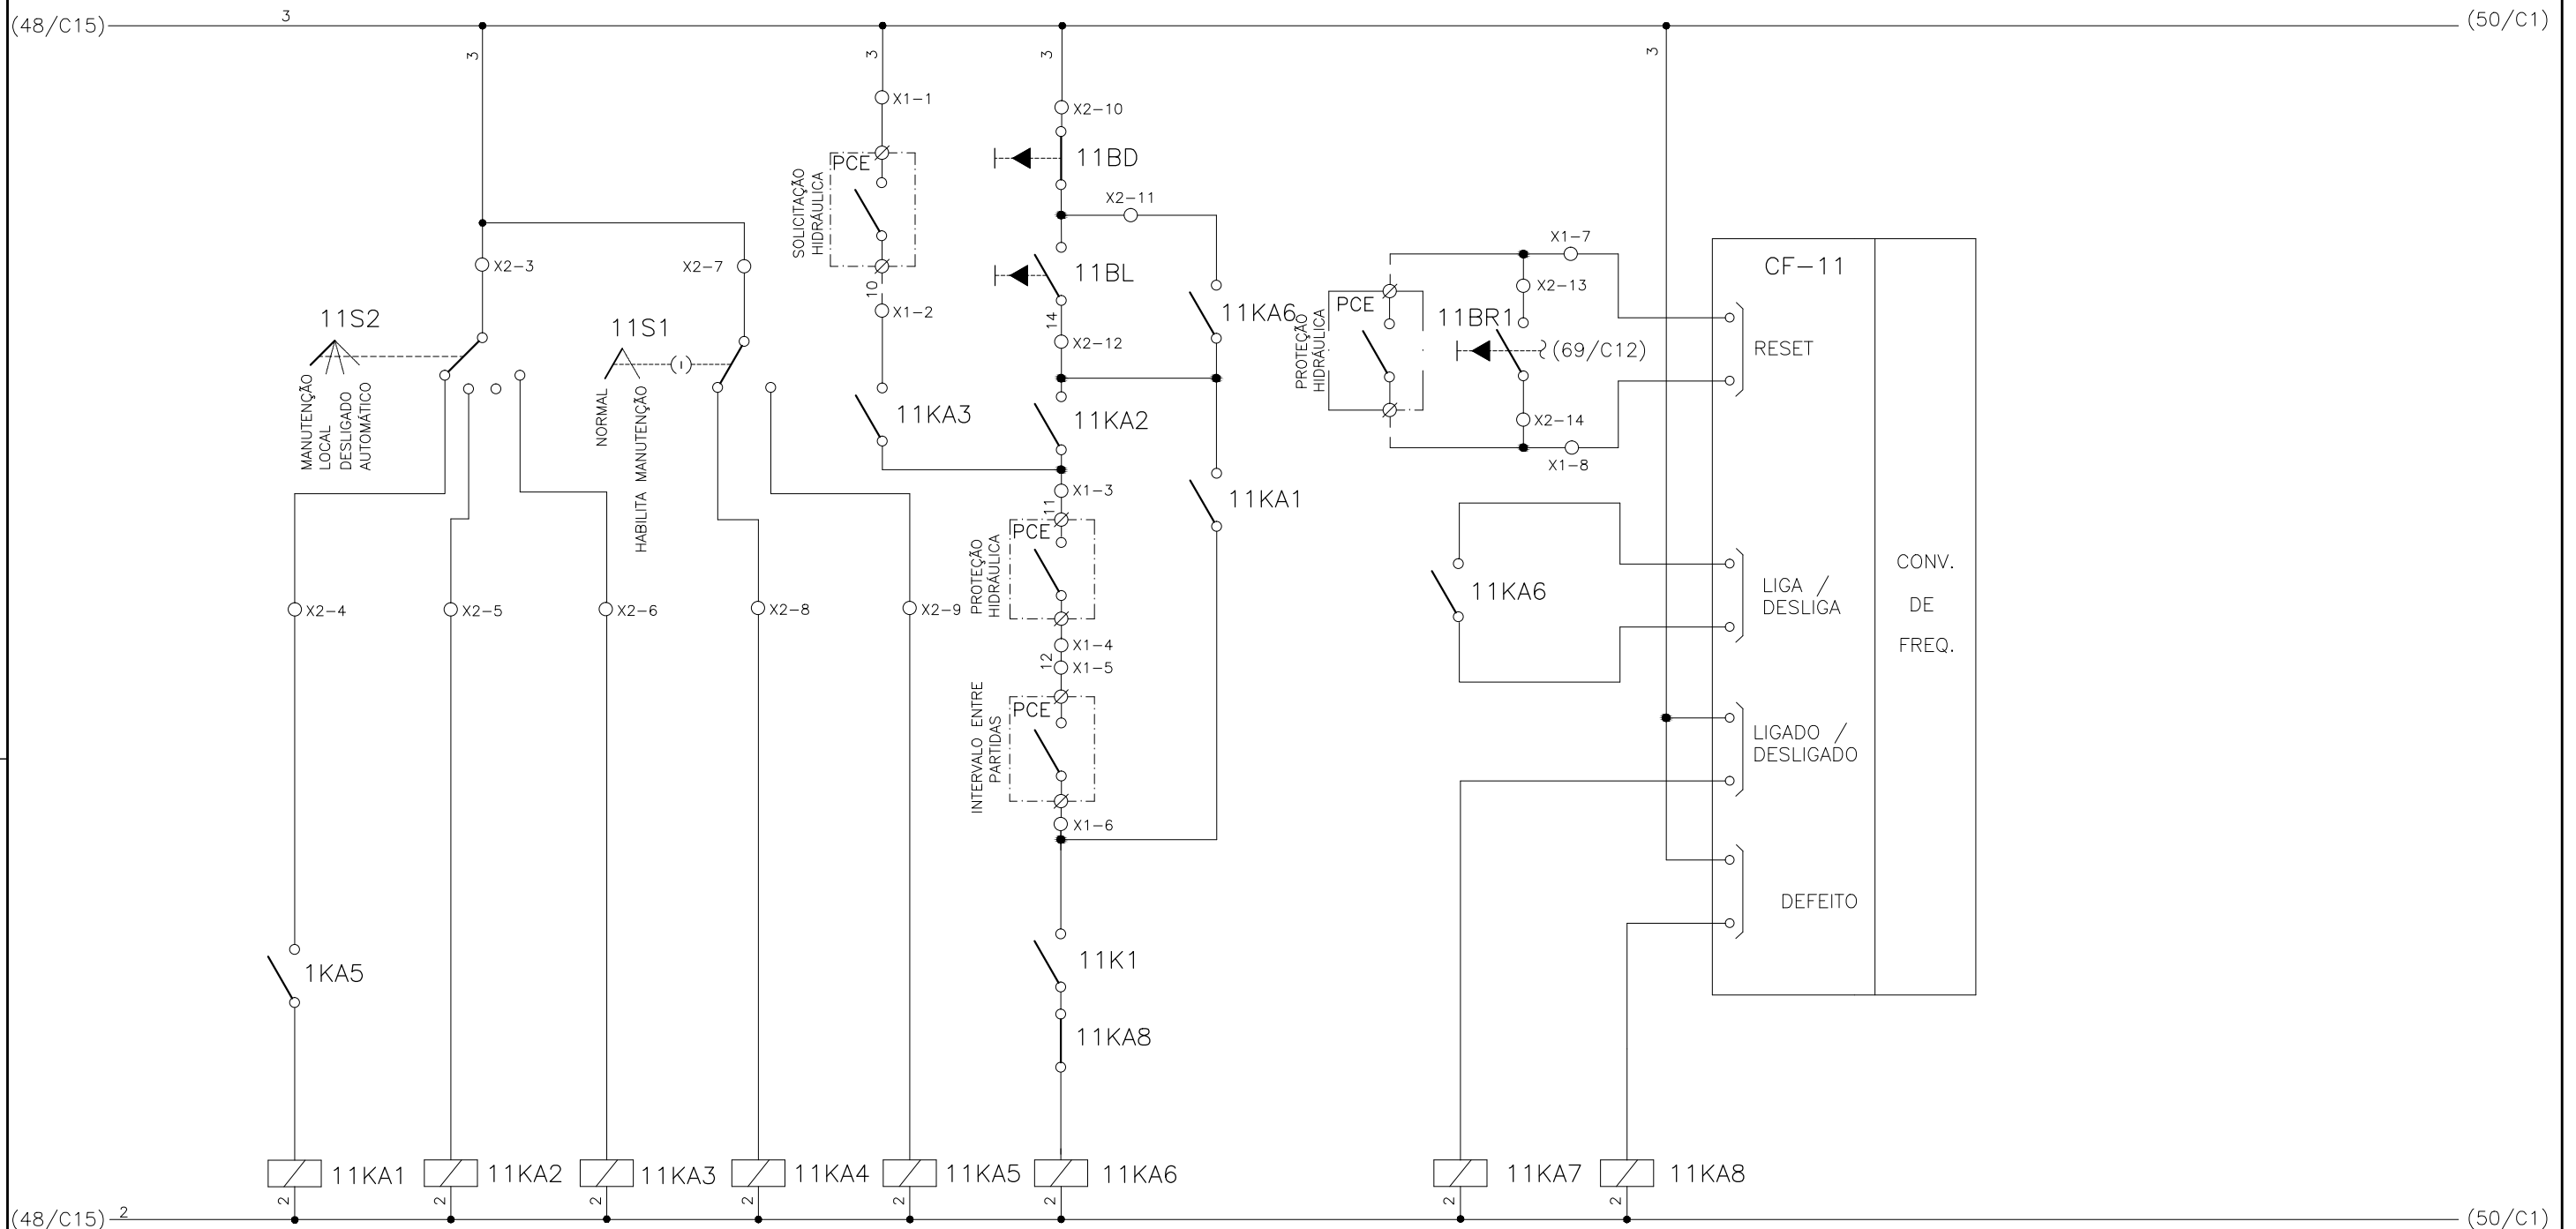 (48/C15)
3
(50/C1)
3
3
3
3
X1-1
X2-10
PCE
SOLICITAÇÃO
HIDRÁULICA
11BD
X2-11
X2-3
X2-7
10
X1-2
11BL
14
X2-12
11KA6
11S2
MANUTENÇÃO
LOCAL
DESLIGADO
AUTOMÁTICO
11S1
NORMAL
HABILITA MANUTENÇÃO
11KA3
11KA2
X1-7
X2-13
PCE
PROTEÇÃO
HIDRÁULICA
11BR1
(69/C12)
X2-14
X1-8
CF-11
RESET
X1-3
11
PCE
PROTEÇÃO
HIDRÁULICA
11KA1
X1-4
12
X1-5
X2-4
X2-5
X2-6
X2-8
X2-9
11KA6
LIGA /
DESLIGA
CONV.
DE
FREQ.
PCE
INTERVALO ENTRE
PARTIDAS
X1-6
LIGADO /
DESLIGADO
DEFEITO
1KA5
11K1
11KA8
11KA1
11KA2
11KA3
11KA4
11KA5
11KA6
11KA7
11KA8
2
2
2
2
2
2
2
2
(48/C15)
2
(50/C1)